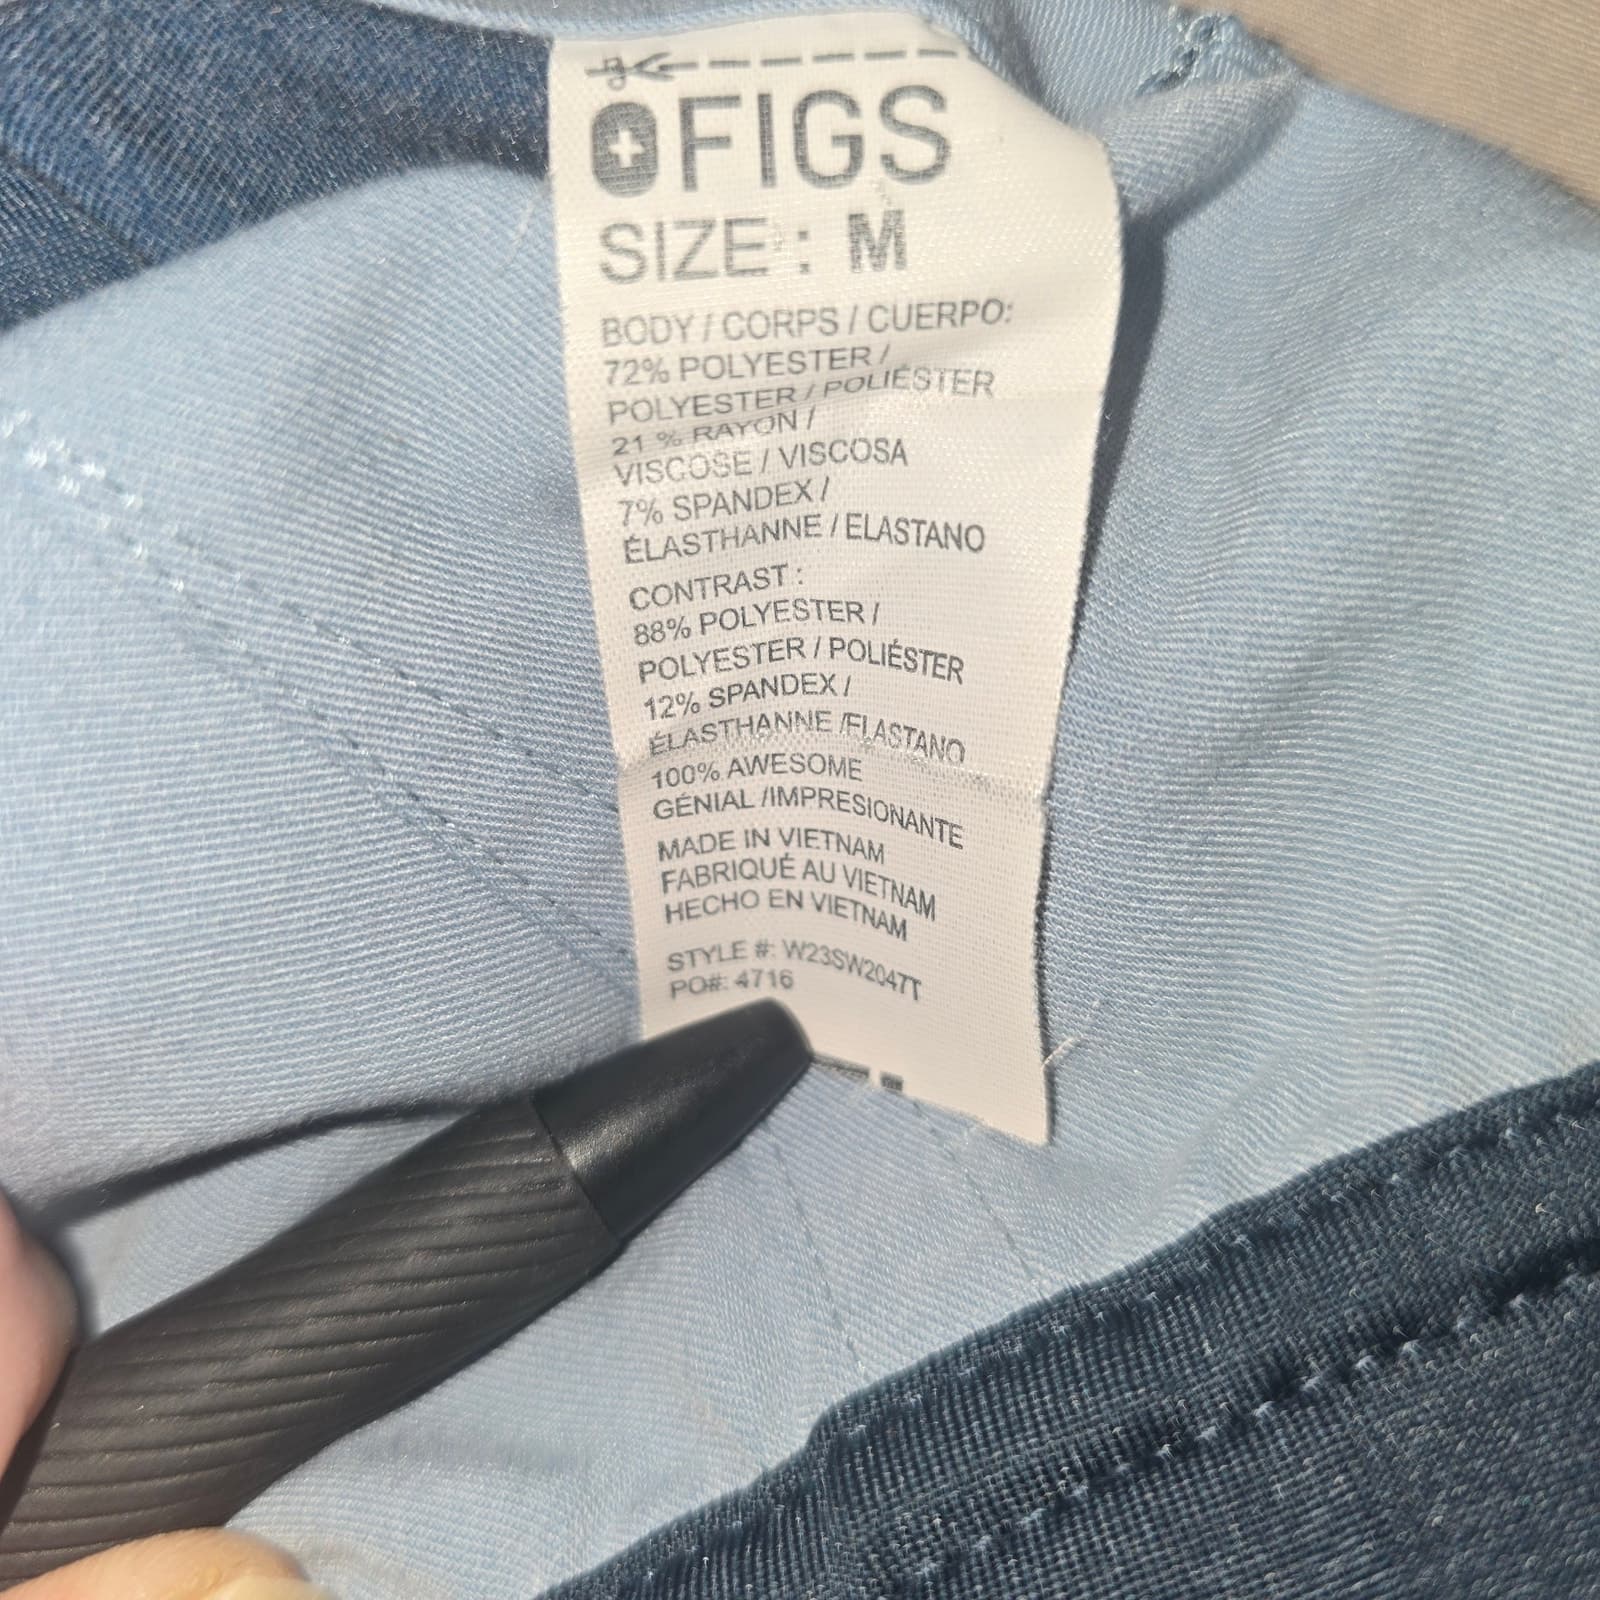 FIGS
SIZE : M
BODY / CORPS / CUERPO:
72% POLYESTER /
POLYESTER / POLIÉSTER
21 % RAYON /
VISCOSE / VISCOSA
7% SPANDEX /
ÉLASTHANNE / ELASTANO
CONTRAST :
88% POLYESTER /
POLYESTER / POLIÉSTER
12% SPANDEX /
ÉLASTHANNE /ELASTANO
100% AWESOME
GÉNIAL /IMPRESIONANTE
MADE IN VIETNAM
FABRIQUÉ AU VIETNAM
HECHO EN VIETNAM
STYLE #: W23SW2047T
PO#: 4716